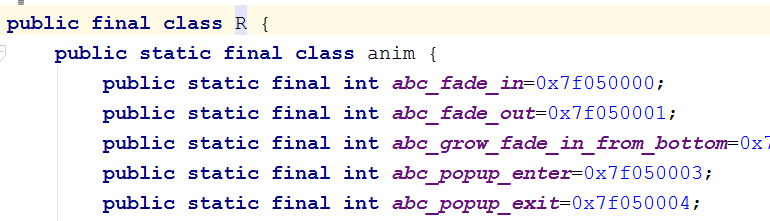 public final class R {
public static final class anim {
public static final int abc_fade_in=0x7f050000;
public static final int abc_fade_out=0x7f050001;
public static final int abc_grow_fade_in_from_bottom=0x7
public static final int abc_popup_enter=0x7f050003;
public static final int abc_popup_exit=0x7f050004;